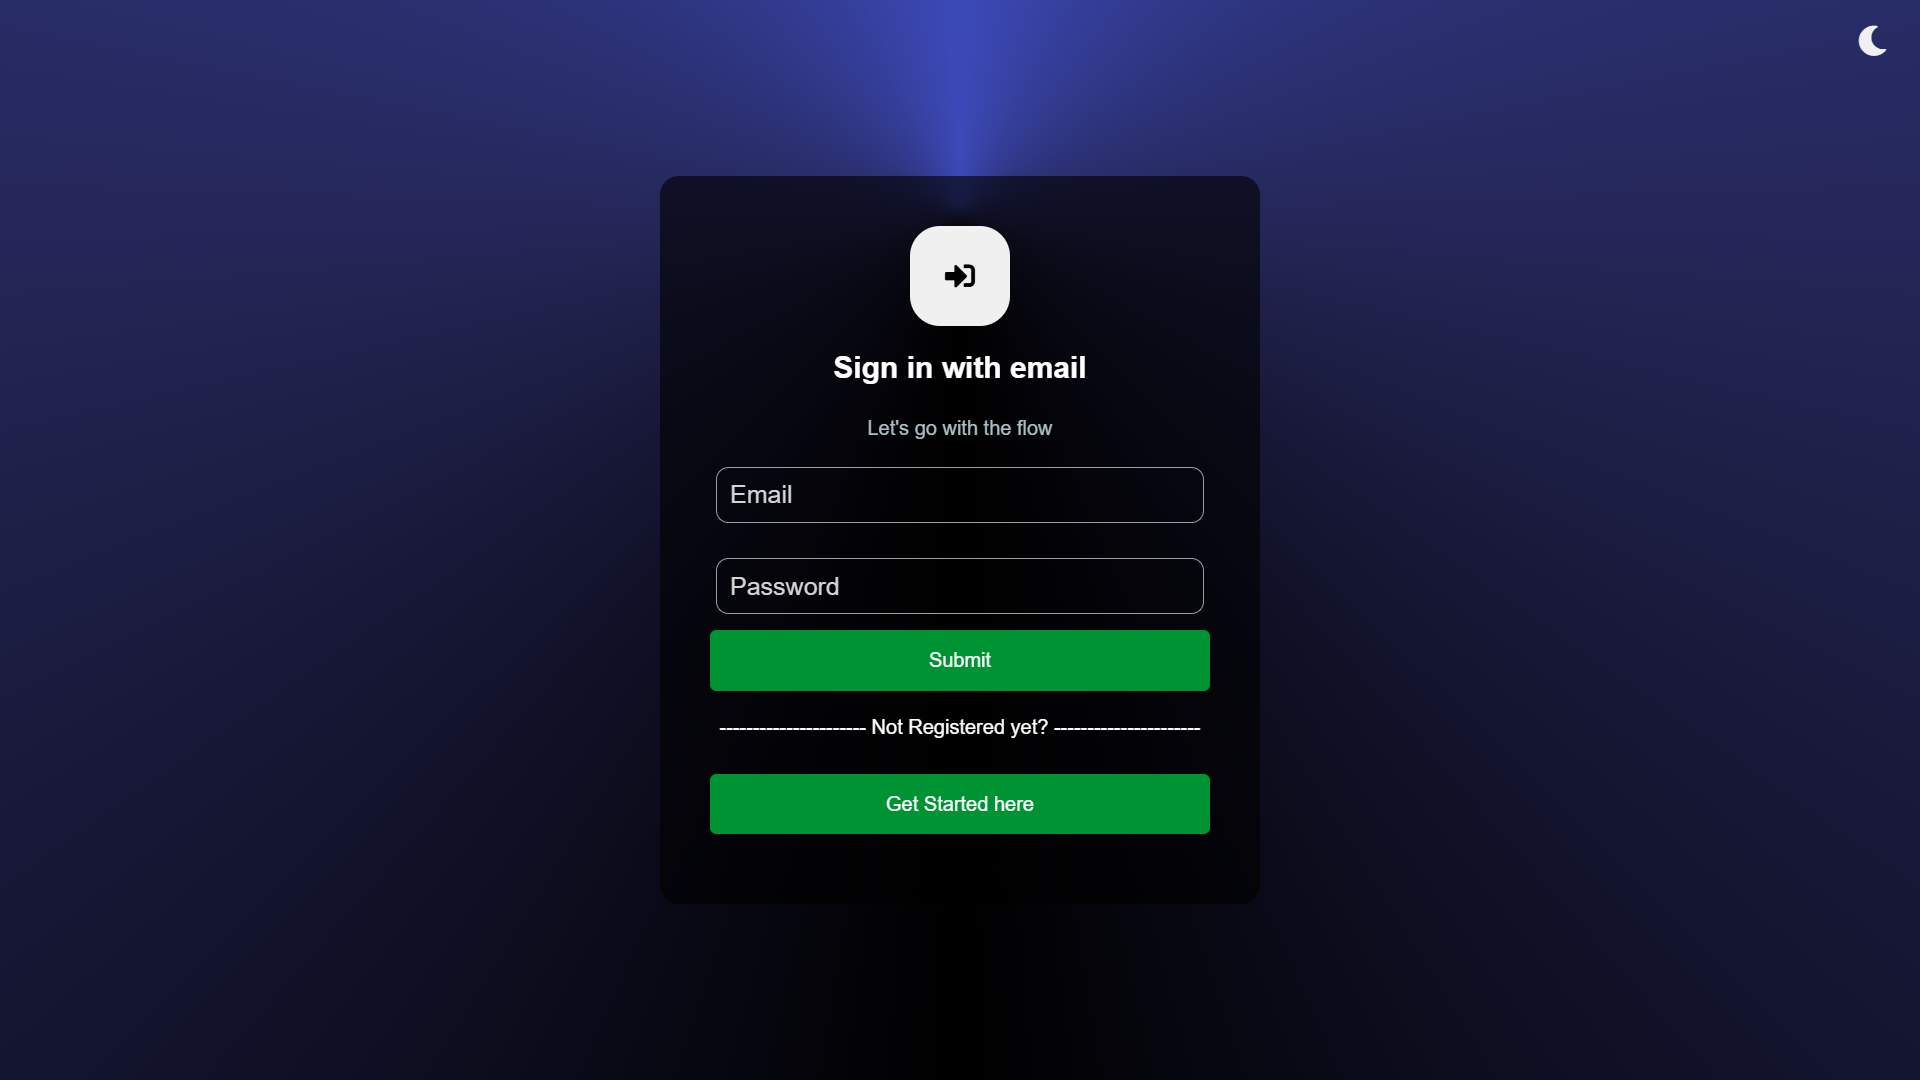 Sign in with email
Let's go with the flow
Email
Password
Submit
---------------------- Not Registered yet? ----------------------
Get Started here